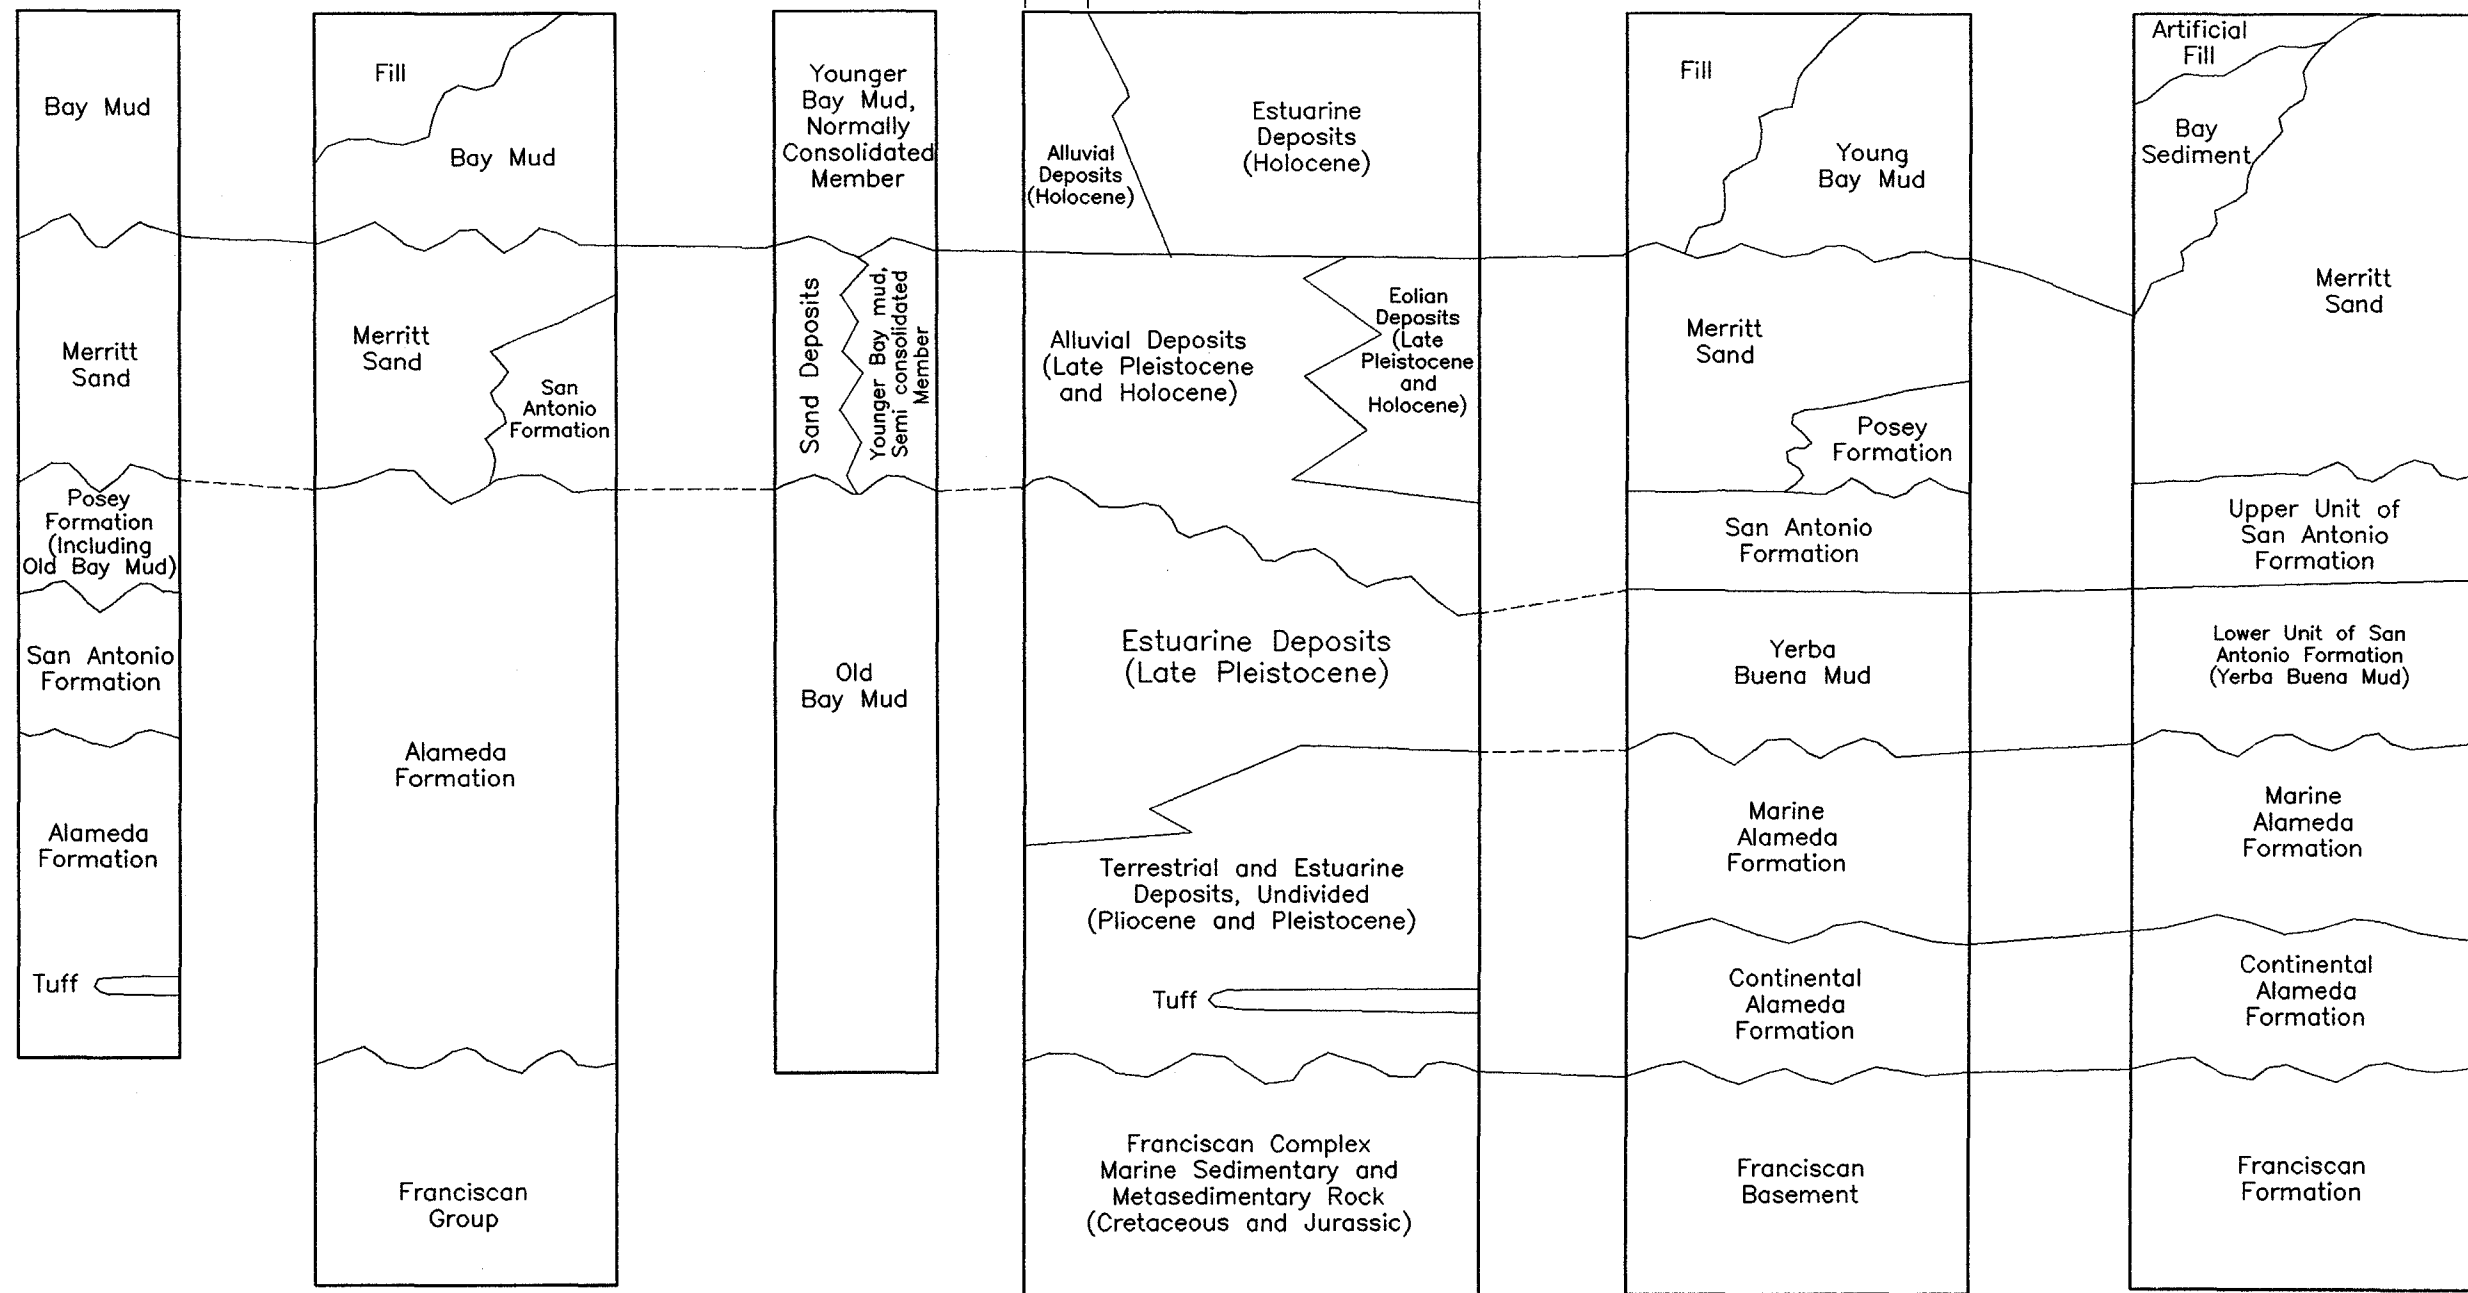 Bay Mud
Merritt
Sand
Posey
Formation
(Including
Old Bay Mud)
San Antonio
Formation
Alameda
Formation
Tuff
Fill
Bay Mud
Merritt
Sand
San
Antonio
Formation
Alameda
Formation
Franciscan
Group
Younger
Bay Mud,
Normally
Consolidated
Member
Sand Deposits
Younger Bay mud,
Semi consolidated
Member
Old
Bay Mud
Alluvial
Deposits
(Holocene)
Estuarine
Deposits
(Holocene)
Alluvial Deposits
(Late Pleistocene
and Holocene)
Eolian
Deposits
(Late
Pleistocene
and
Holocene)
Estuarine Deposits
(Late Pleistocene)
Terrestrial and Estuarine
Deposits, Undivided
(Pliocene and Pleistocene)
Tuff
Franciscan Complex
Marine Sedimentary and
Metasedimentary Rock
(Cretaceous and Jurassic)
Fill
Young
Bay Mud
Merritt
Sand
Posey
Formation
San Antonio
Formation
Yerba
Buena Mud
Marine
Alameda
Formation
Continental
Alameda
Formation
Franciscan
Basement
Artificial
Fill
Bay
Sediment
Merritt
Sand
Upper Unit of
San Antonio
Formation
Lower Unit of San
Antonio Formation
(Yerba Buena Mud)
Marine
Alameda
Formation
Continental
Alameda
Formation
Franciscan
Formation